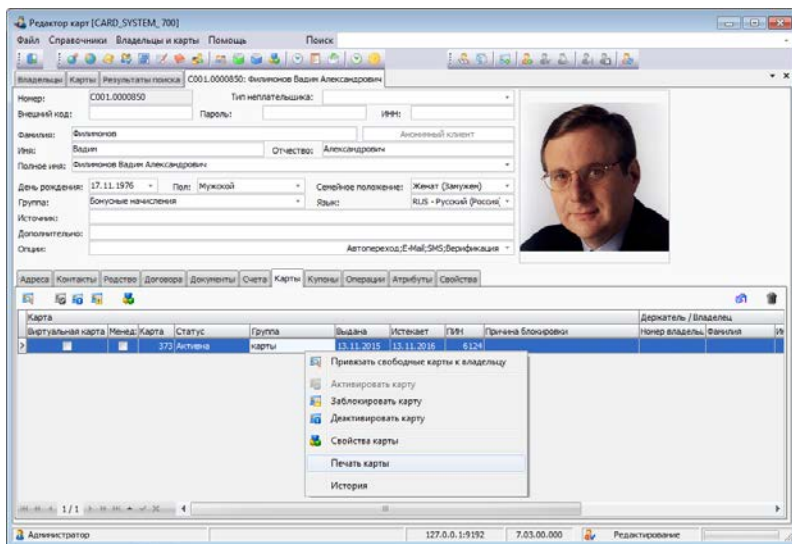 Редактор карт [CARD_SYSTEM_700]
Файл Справочники Владельцы и карты Помощь Поиск
Владельцы Карты Результаты поиска C001.0000850: Филимонов Вадим Александрович
Номер: C001.0000850 Тип неплательщика:
Внешний код: Пароль: ИНН:
Фамилия: Филимонов Анонимный клиент
Имя: Вадим Отчество: Александрович
Полное имя: Филимонов Вадим Александрович
День рождения: 17.11.1976 Пол: Мужской Семейное положение: Женат (Замужем)
Группа: Бонусные начисления Язык: RUS - Русский (Россия)
Источник:
Дополнительно:
Опции: Автопереход;E-Mail;SMS;Верификация
Адреса Контакты Родство Договора Документы Счета Карты Купоны Операции Атрибуты Свойства
Карта Держатель / Владелец
Виртуальная карта Менед: Карта Статус Группа Выдана Истекает ПИН Причина блокировки Номер владельц Фамилия Им
373 Активна карты 13.11.2015 13.11.2016 6124
Привязать свободные карты к владельцу
Активировать карту
Заблокировать карту
Деактивировать карту
Свойства карты
Печать карты
История
1/1
Администратор 127.0.0.1:9192 7.03.00.000 Редактирование